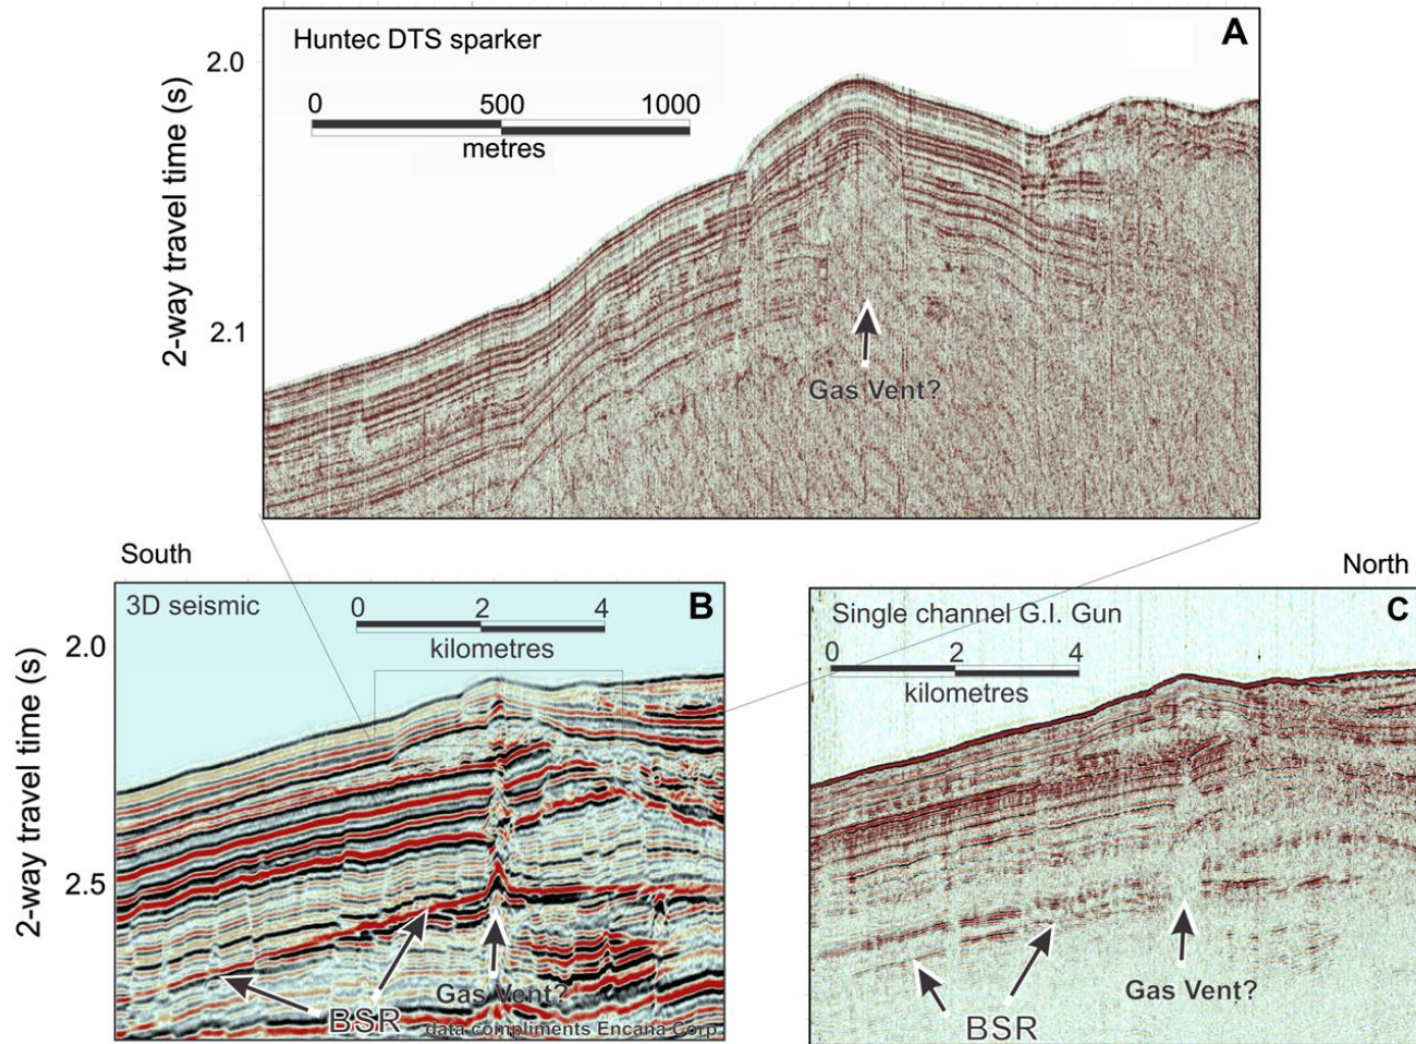 Huntec DTS sparker
A
0 500 1000
metres
2.0
2.1
2-way travel time (s)
Gas Vent?
South
North
3D seismic
B
0 2 4
kilometres
2.0
2.5
2-way travel time (s)
BSR
Gas Vent?
data compliments Encana Corp
Single channel G.I. Gun
C
0 2 4
kilometres
BSR
Gas Vent?